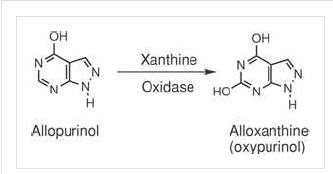 OH
N
N
N
N
H
Allopurinol
Xanthine
Oxidase
OH
N
N
HO
N
N
H
Alloxanthine
(oxypurinol)